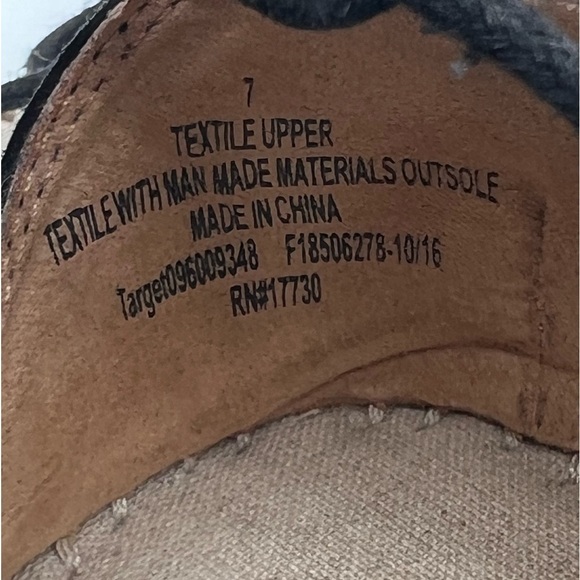 7
TEXTILE UPPER
TEXTILE WITH MAN MADE MATERIALS OUTSOLE
MADE IN CHINA
Target096009348 F18506278-10/16
RN#17730